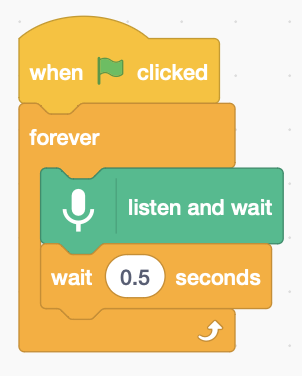 when clicked
forever
listen and wait
wait 0.5 seconds